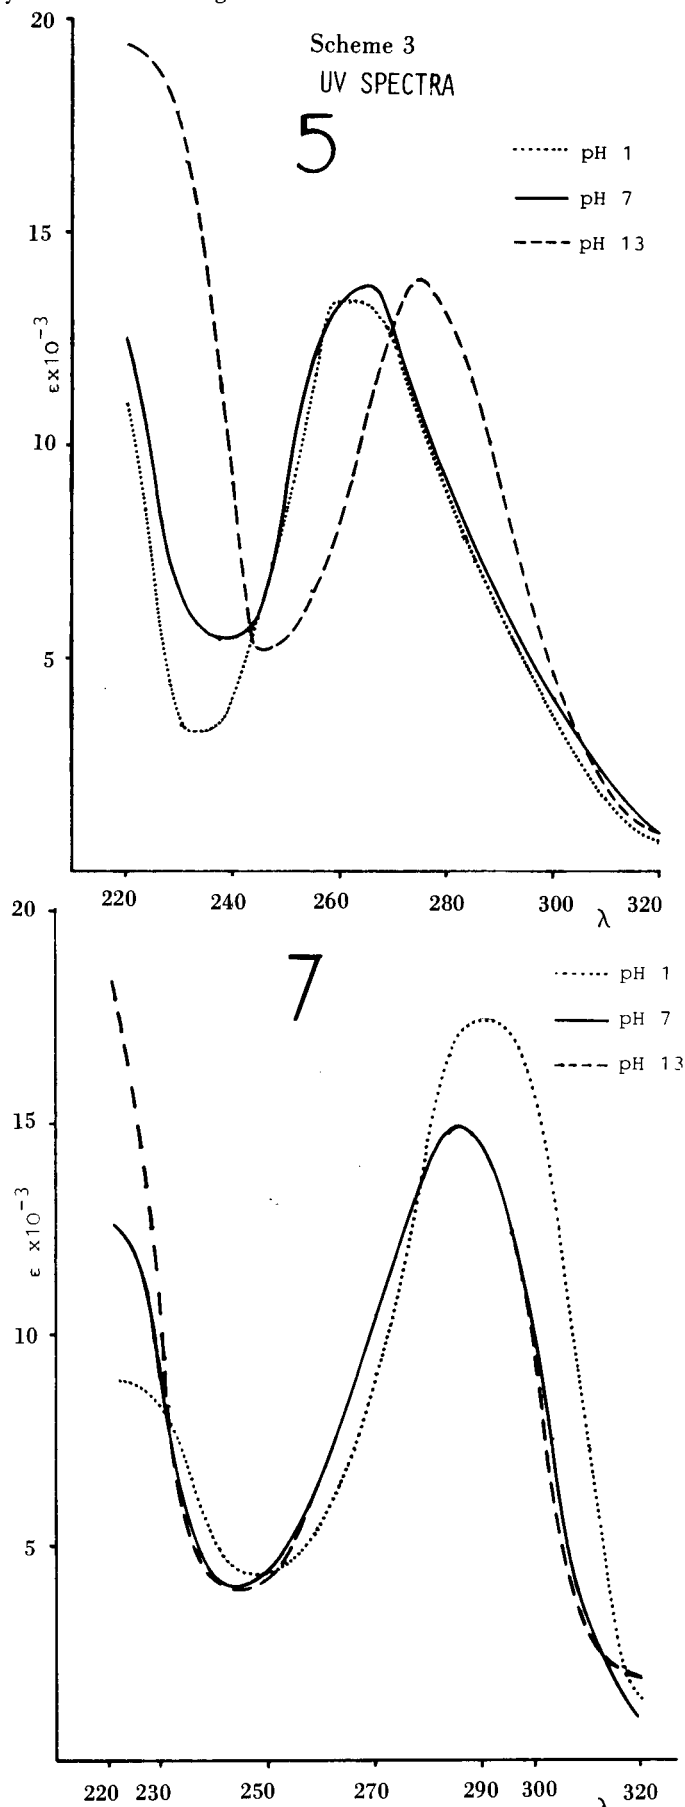 20
Scheme 3
UV SPECTRA
5
pH 1
pH 7
15
pH 13
εx10⁻³
10
5
220 240 260 280 300 320
λ
20
7
pH 1
pH 7
pH 13
15
ε x10⁻³
10
5
220 230 250 270 290 300 320
λ